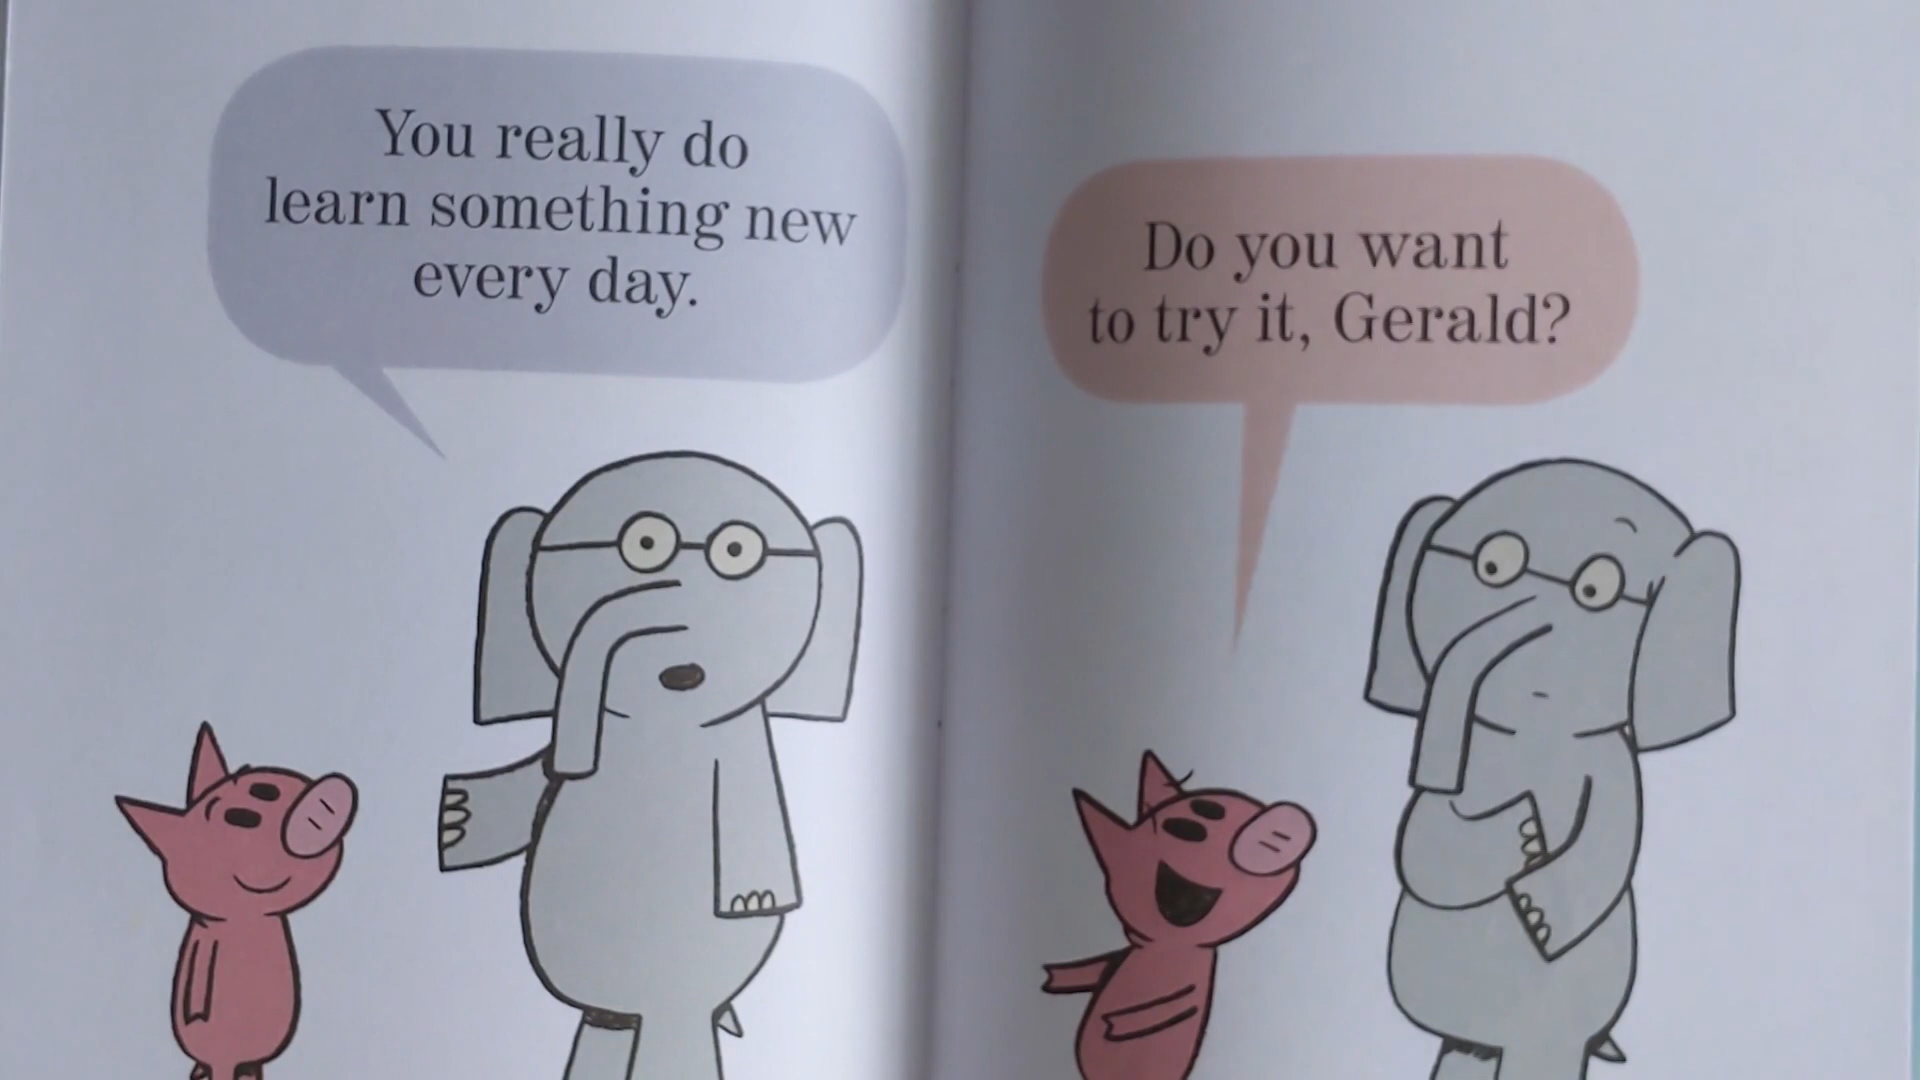 You really do
learn something new
every day.
Do you want
to try it, Gerald?